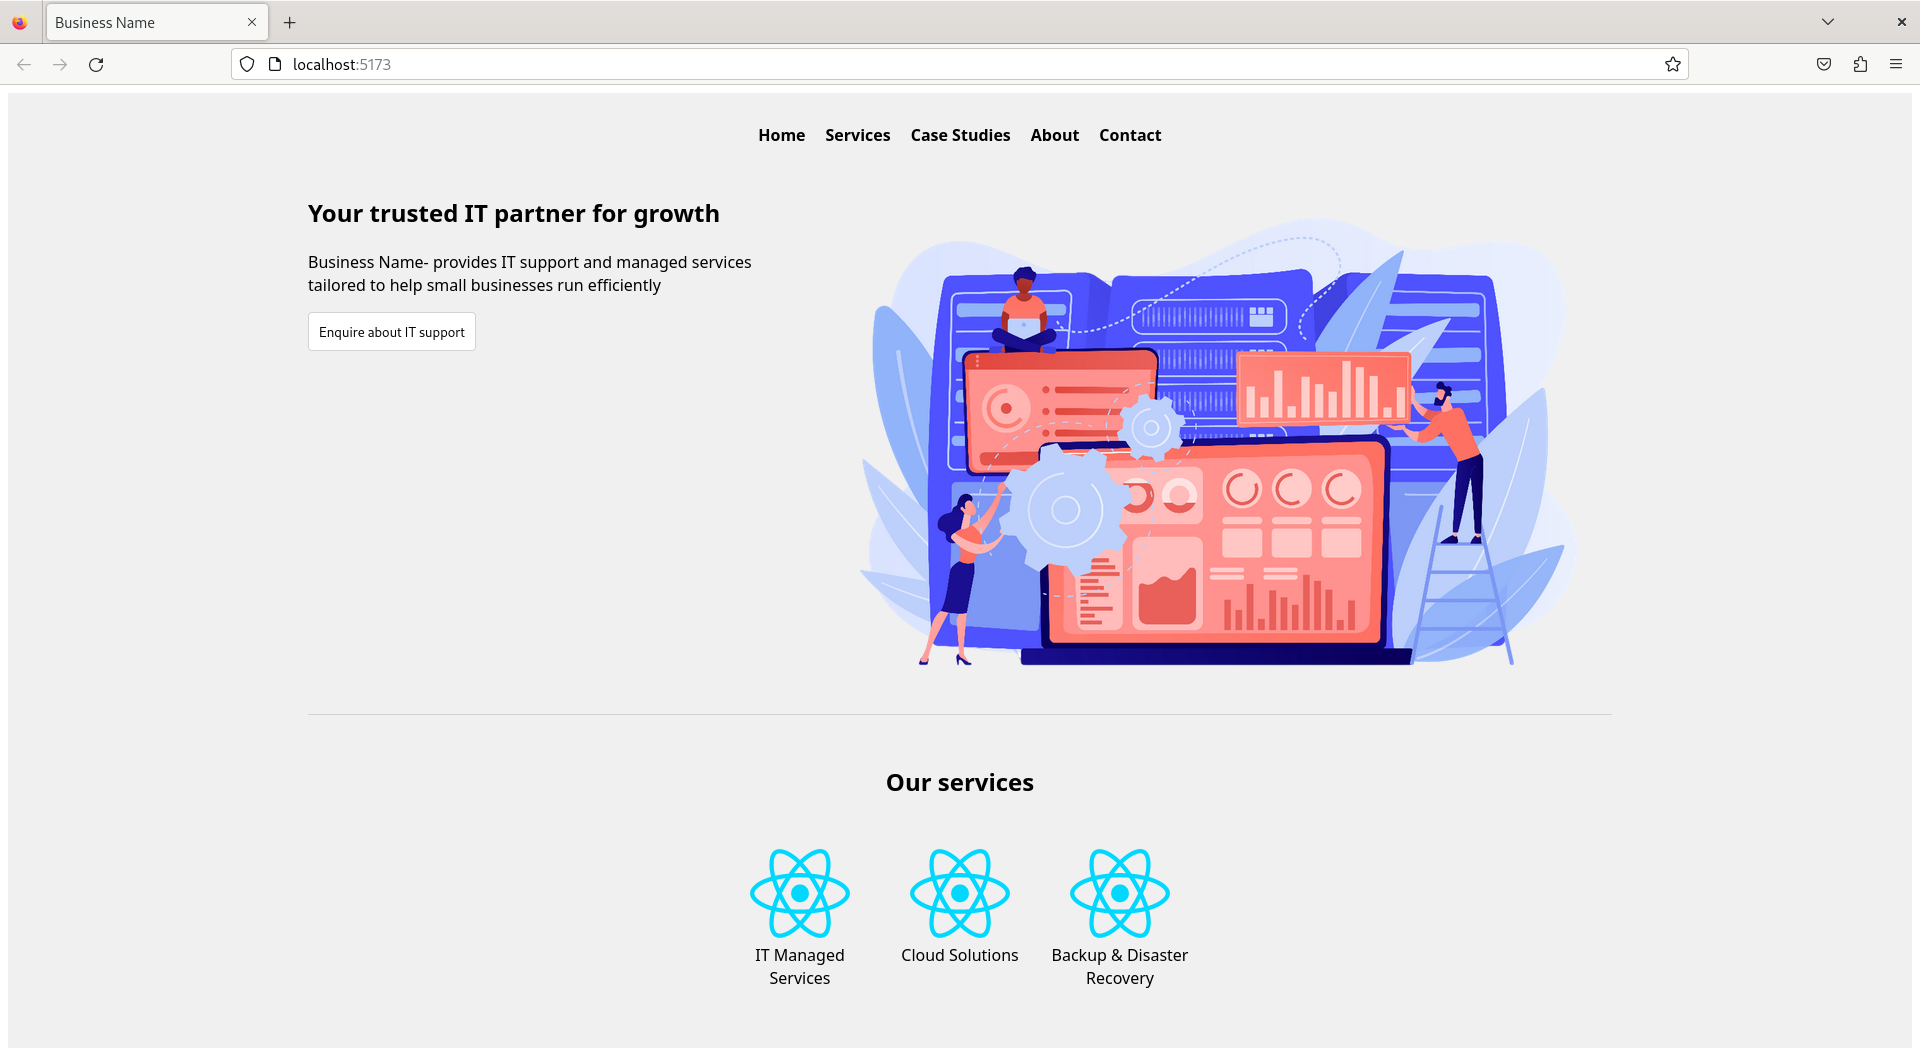 Business Name
localhost:5173
Home Services Case Studies About Contact
Your trusted IT partner for growth
Business Name- provides IT support and managed services
tailored to help small businesses run efficiently
Enquire about IT support
Our services
IT Managed
Services
Cloud Solutions
Backup & Disaster
Recovery